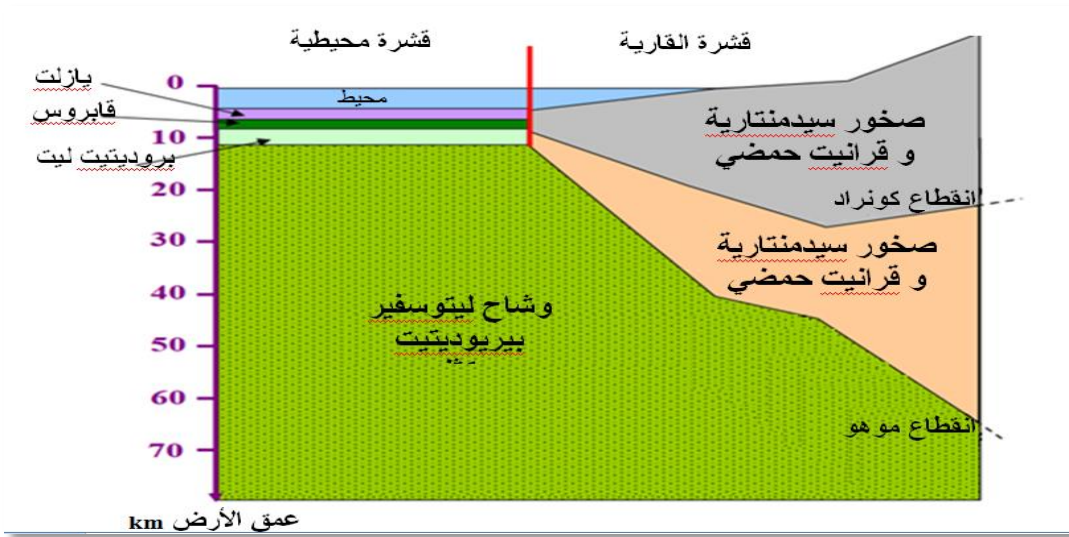 قشرة محيطية
قشرة القارية
يازلت
قابروس
بروديتيت ليت
محيط
0
10
20
30
40
50
60
70
صخور سيدمنتارية
و قرانيت حمضي
انقطاع كونراد
صخور سيدمنتارية
و قرانيت حمضي
وشاح ليتوسفير
بيريوديتيت
انقطاع موهو
عمق الأرض km